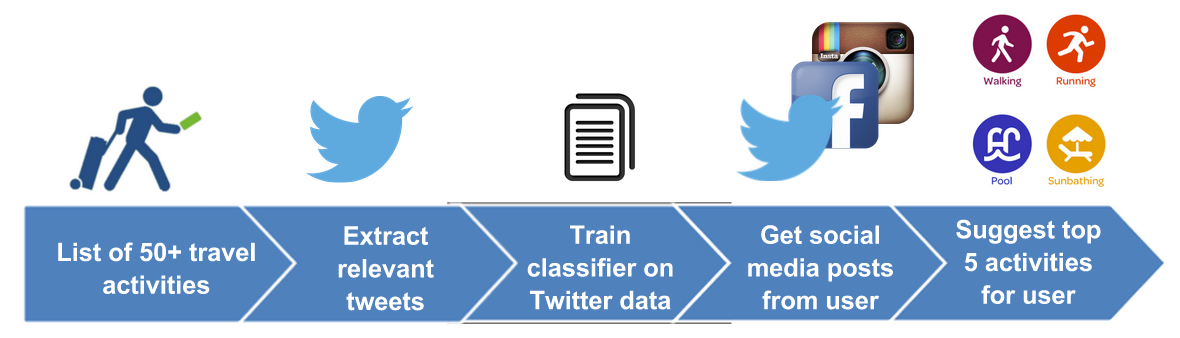 Insta
Walking
Running
Pool
Sunbathing
List of 50+ travel
activities
Extract
relevant
tweets
Train
classifier on
Twitter data
Get social
media posts
from user
Suggest top
5 activities
for user